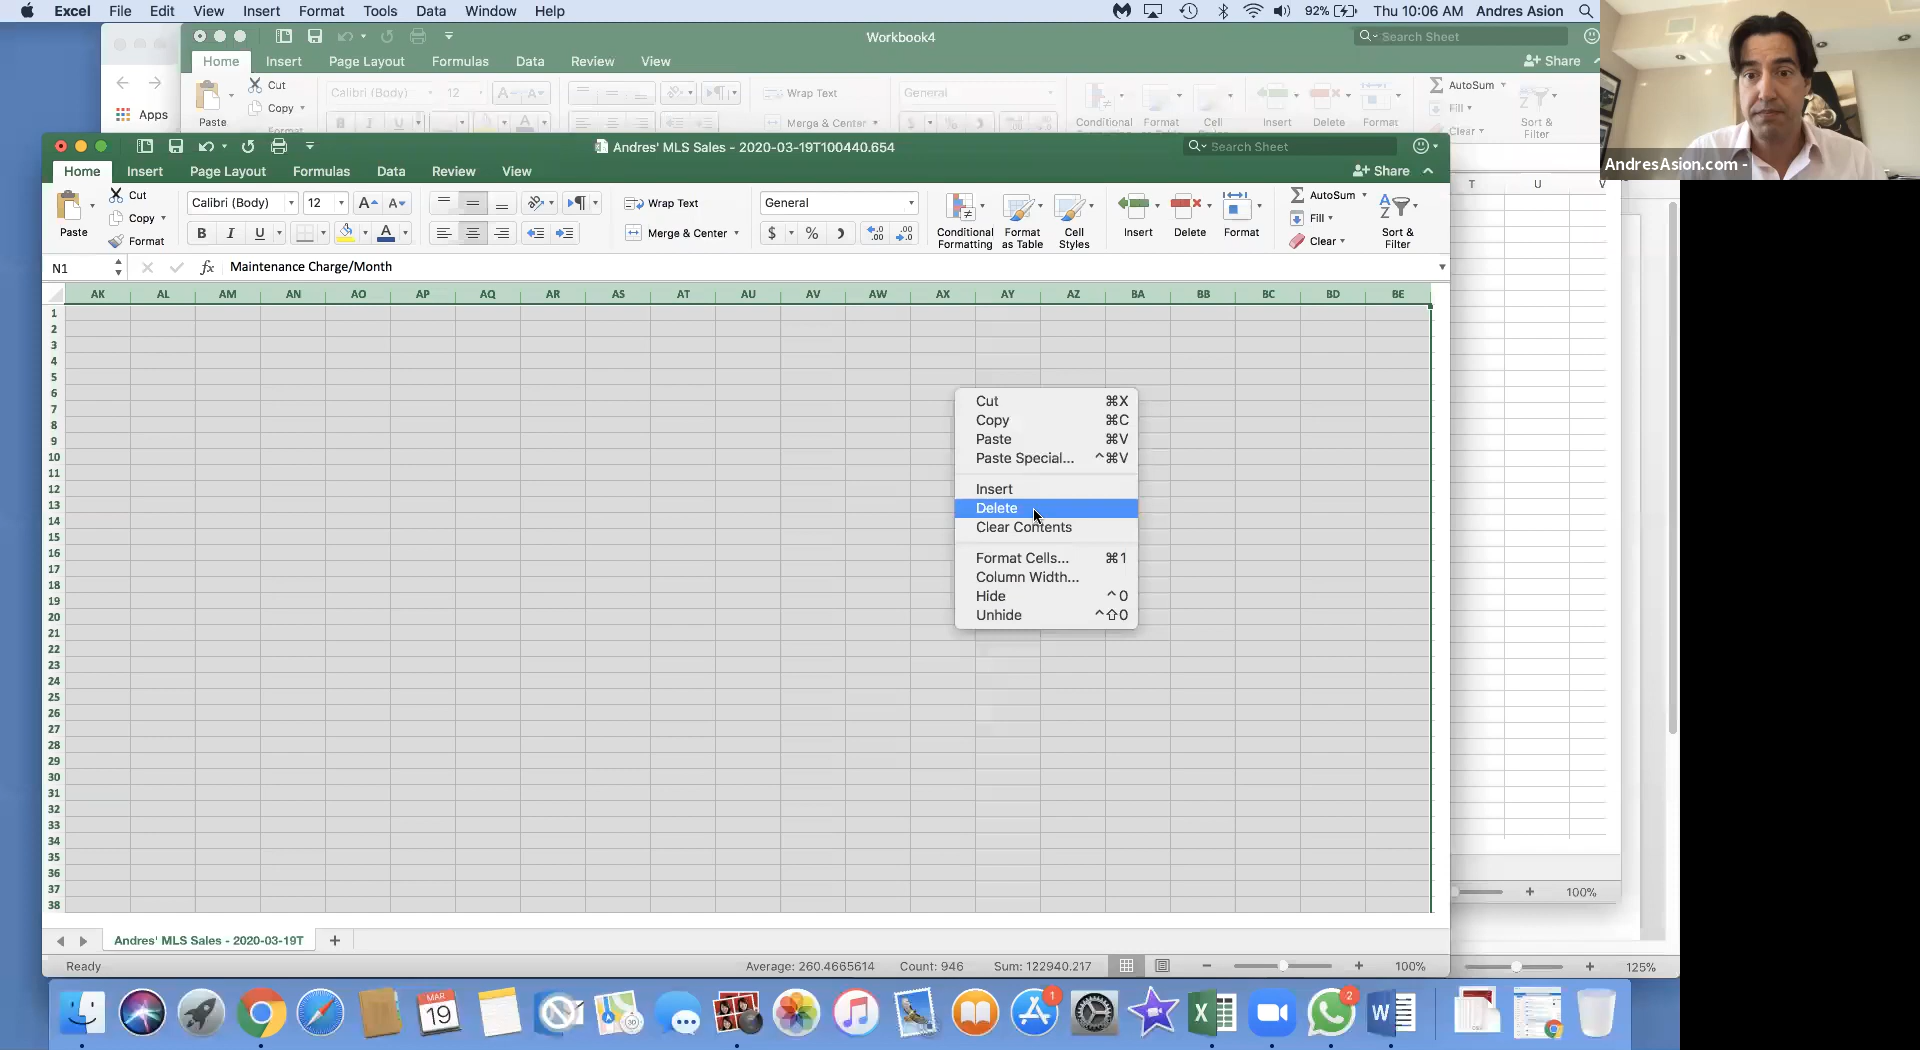 Excel File Edit View Insert Format Tools Data Window Help 92% Thu 10:06 AM Andres Asion
Workbook4 Search Sheet
Home Insert Page Layout Formulas Data Review View Share
Apps
Cut
Copy
Paste
Format
Calibri (Body) 12
Wrap Text
Merge & Center
General
Conditional Format Cell
Insert Delete Format
AutoSum
Fill
Clear
Sort &
Filter
AndresAsion.com -
Andres' MLS Sales - 2020-03-19T100440.654 Search Sheet
Home Insert Page Layout Formulas Data Review View Share
Paste
Cut
Copy
Format
Calibri (Body) 12
B I U
Wrap Text
Merge & Center
General
$ %
Conditional
Formatting
Format
as Table
Cell
Styles
Insert Delete Format
AutoSum
Fill
Clear
Sort &
Filter
T U V
N1 fx Maintenance Charge/Month
AK AL AM AN AO AP AQ AR AS AT AU AV AW AX AY AZ BA BB BC BD BE
1
2
3
4
5
6
7
8
9
10
11
12
13
14
15
16
17
18
19
20
21
22
23
24
25
26
27
28
29
30
31
32
33
34
35
36
37
38
Cut ⌘X
Copy ⌘C
Paste ⌘V
Paste Special... ^⌘V
Insert
Delete
Clear Contents
Format Cells... ⌘1
Column Width...
Hide ^0
Unhide ^⇧0
100%
Andres' MLS Sales - 2020-03-19T
Ready Average: 260.4665614 Count: 946 Sum: 122940.217 100%
125%
MAR
19
1
2